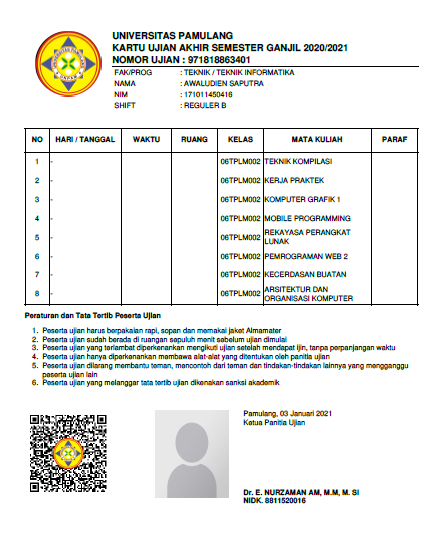 UNIVERSITAS PAMULANG
KARTU UJIAN AKHIR SEMESTER GANJIL 2020/2021
NOMOR UJIAN : 971818863401
FAK/PROG : TEKNIK / TEKNIK INFORMATIKA
NAMA : AWALUDIEN SAPUTRA
NIM : 171011450416
SHIFT : REGULER B
NO HARI / TANGGAL WAKTU RUANG KELAS MATA KULIAH PARAF
1 - 06TPLM002 TEKNIK KOMPILASI
2 - 06TPLM002 KERJA PRAKTEK
3 - 06TPLM002 KOMPUTER GRAFIK 1
4 - 06TPLM002 MOBILE PROGRAMMING
5 - 06TPLM002 REKAYASA PERANGKAT
LUNAK
6 - 06TPLM002 PEMROGRAMAN WEB 2
7 - 06TPLM002 KECERDASAN BUATAN
8 - 06TPLM002 ARSITEKTUR DAN
ORGANISASI KOMPUTER
Peraturan dan Tata Tertib Peserta Ujian
1. Peserta ujian harus berpakaian rapi, sopan dan memakai jaket Almamater
2. Peserta ujian sudah berada di ruangan sepuluh menit sebelum ujian dimulai
3. Peserta ujian yang terlambat diperkenankan mengikuti ujian setelah mendapat ijin, tanpa perpanjangan waktu
4. Peserta ujian hanya diperkenankan membawa alat-alat yang ditentukan oleh panitia ujian
5. Peserta ujian dilarang membantu teman, mencontoh dari teman dan tindakan-tindakan lainnya yang mengganggu
peserta ujian lain
6. Peserta ujian yang melanggar tata tertib ujian dikenakan sanksi akademik
Pamulang, 03 Januari 2021
Ketua Panitia Ujian
Dr. E. NURZAMAN AM, M.M, M. SI
NIDK. 8811520016